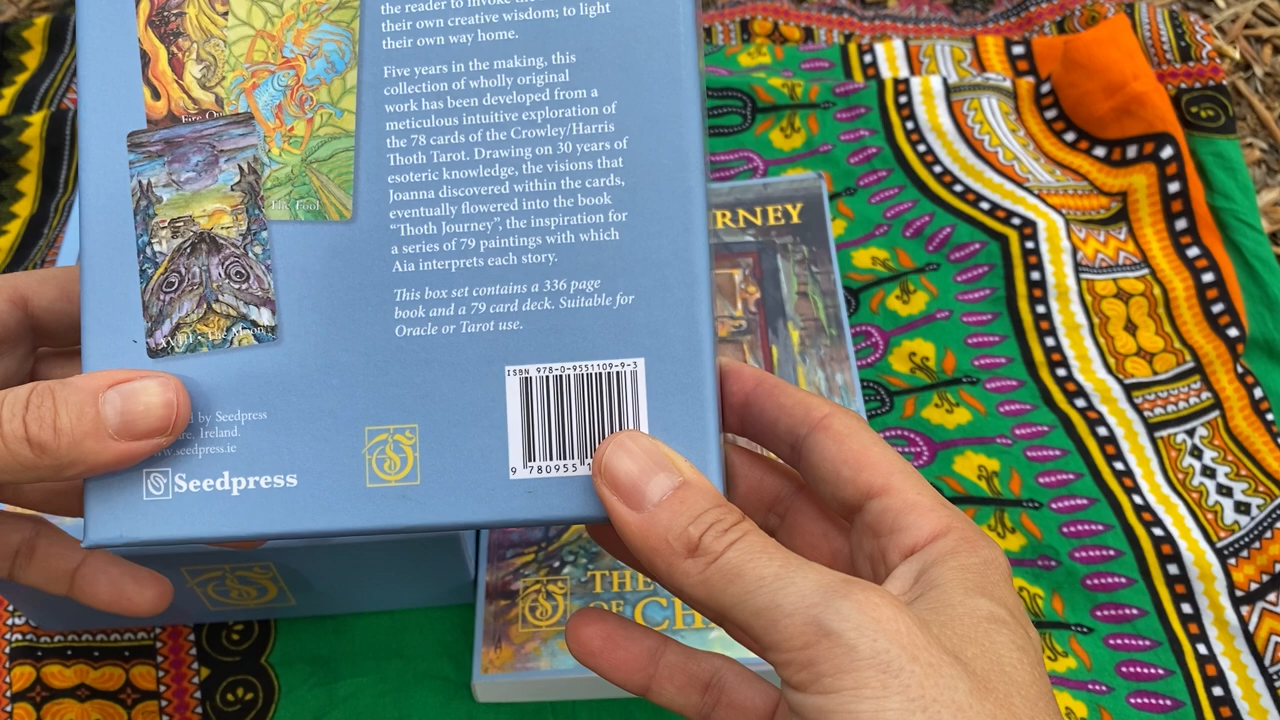 the reader to invoke
their own creative wisdom; to light
their own way home.
Five years in the making, this
collection of wholly original
work has been developed from a
meticulous intuitive exploration of
the 78 cards of the Crowley/Harris
Thoth Tarot. Drawing on 30 years of
esoteric knowledge, the visions that
Joanna discovered within the cards,
eventually flowed into the book
“Thoth Journey”, the inspiration for
a series of 79 paintings with which
Aia interprets each story.
This box set contains a 336 page
book and a 79 card deck. Suitable for
Oracle or Tarot use.
Fire
The Fool
XVIII - The Moon
ISBN 978-0-9551109-9-3
9 780955 1
by Seedpress
Ireland.
www.seedpress.ie
Seedpress
RNEY
THE
OF CH